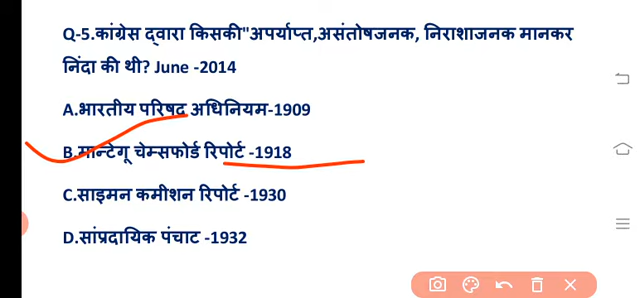 Q-5.कांग्रेस द्वारा किसकी"अपर्याप्त,असंतोषजनक, निराशाजनक मानकर
निंदा की थी? June -2014
A.भारतीय परिषद अधिनियम-1909
B.मान्टेगू चेम्सफोर्ड रिपोर्ट -1918
C.साइमन कमीशन रिपोर्ट -1930
D.सांप्रदायिक पंचाट -1932